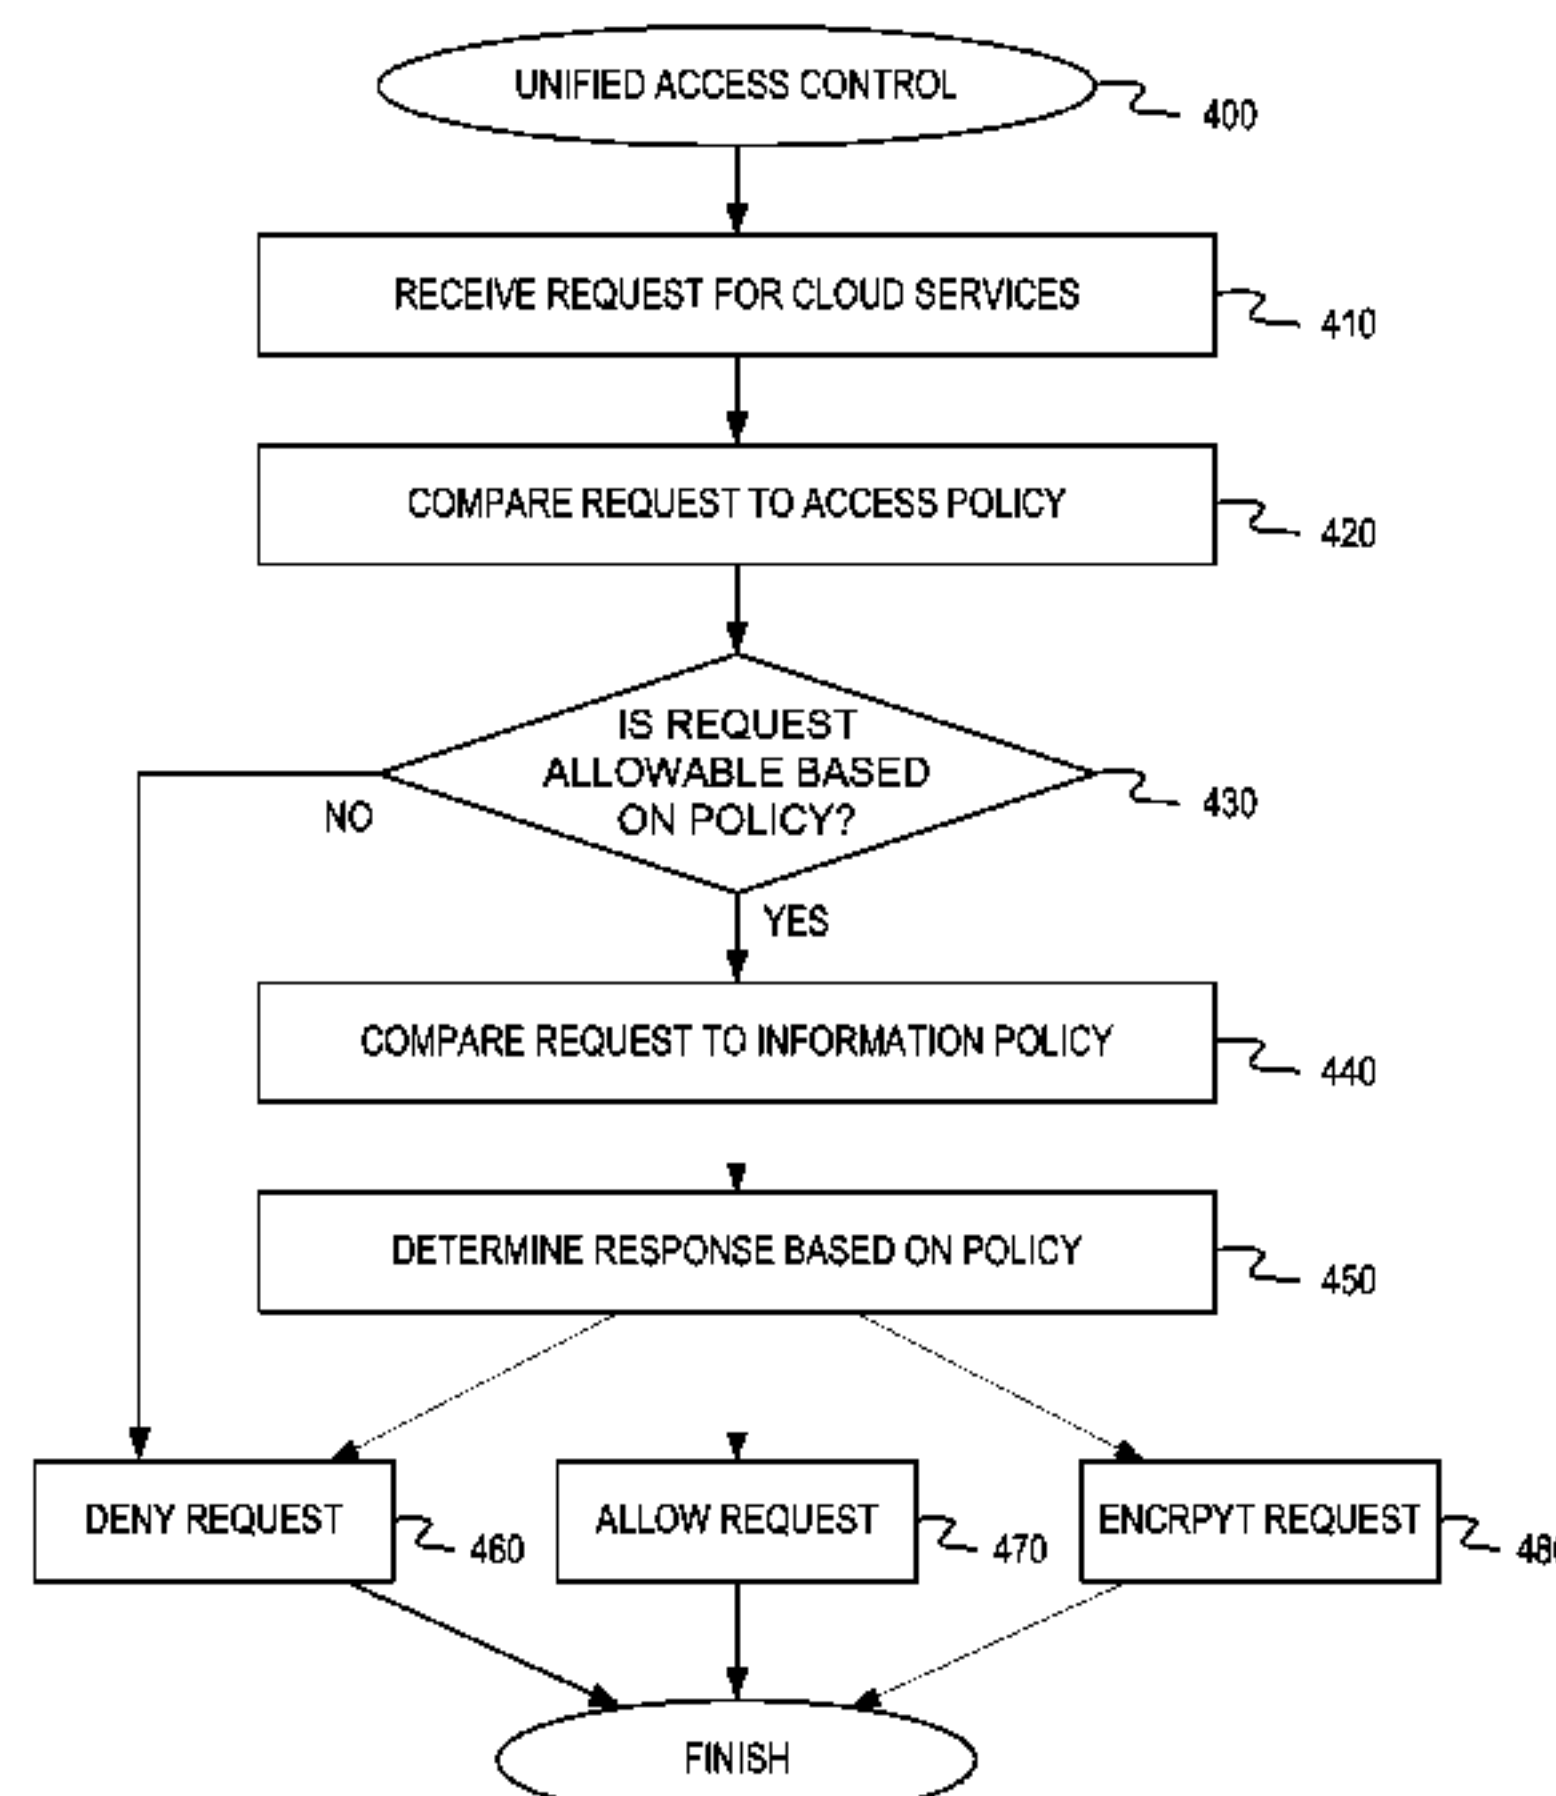 UNIFIED ACCESS CONTROL
400
RECEIVE REQUEST FOR CLOUD SERVICES
410
COMPARE REQUEST TO ACCESS POLICY
420
IS REQUEST
ALLOWABLE BASED
ON POLICY?
430
NO
YES
COMPARE REQUEST TO INFORMATION POLICY
440
DETERMINE RESPONSE BASED ON POLICY
450
DENY REQUEST
460
ALLOW REQUEST
470
ENCRPYT REQUEST
FINISH